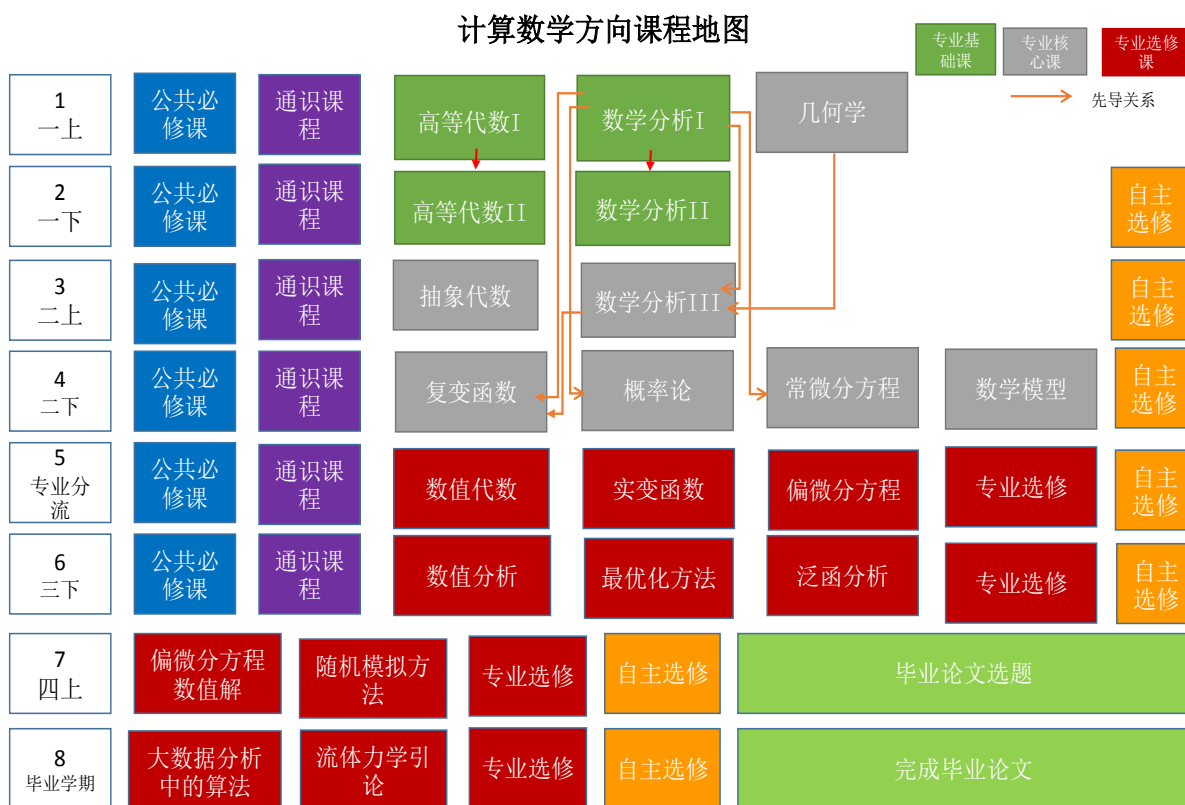 计算数学方向课程地图
专业基
础课
专业核
心课
专业选修
课
先导关系
1
一上
公共必
修课
通识课
程
高等代数I
数学分析I
几何学
2
一下
公共必
修课
通识课
程
高等代数II
数学分析II
自主
选修
3
二上
公共必
修课
通识课
程
抽象代数
数学分析III
自主
选修
4
二下
公共必
修课
通识课
程
复变函数
概率论
常微分方程
数学模型
自主
选修
5
专业分
流
公共必
修课
通识课
程
数值代数
实变函数
偏微分方程
专业选修
自主
选修
6
三下
公共必
修课
通识课
程
数值分析
最优化方法
泛函分析
专业选修
自主
选修
7
四上
偏微分方程
数值解
随机模拟方
法
专业选修
自主选修
毕业论文选题
8
毕业学期
大数据分析
中的算法
流体力学引
论
专业选修
自主选修
完成毕业论文